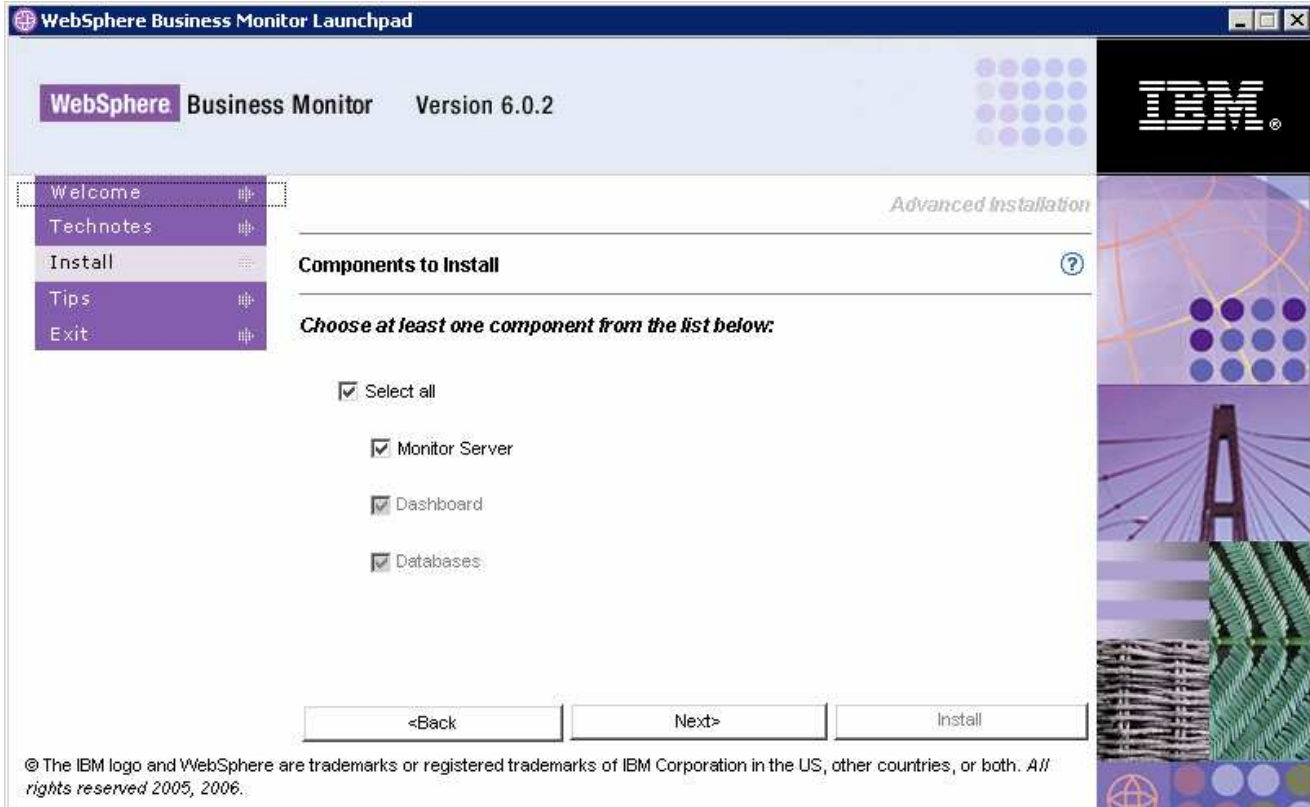 WebSphere Business Monitor Launchpad
WebSphere Business Monitor Version 6.0.2
IBM®
Welcome
Technotes
Install
Tips
Exit
Advanced Installation
Components to Install
?
Choose at least one component from the list below:
Select all
Monitor Server
Dashboard
Databases
<Back
Next>
Install
© The IBM logo and WebSphere are trademarks or registered trademarks of IBM Corporation in the US, other countries, or both. All
rights reserved 2005, 2006.